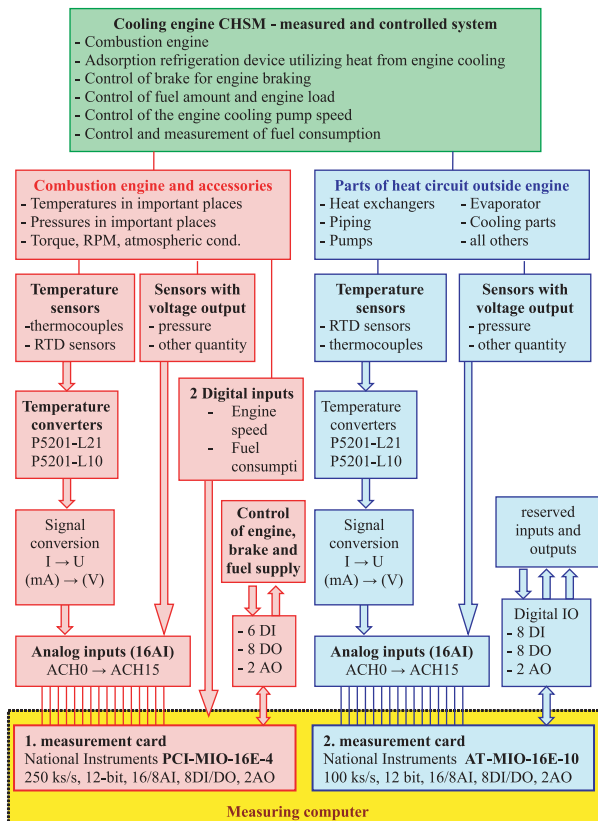 Cooling engine CHSM - measured and controlled system
- Combustion engine
- Adsorption refrigeration device utilizing heat from engine cooling
- Control of brake for engine braking
- Control of fuel amount and engine load
- Control of the engine cooling pump speed
- Control and measurement of fuel consumption
Combustion engine and accessories
- Temperatures in important places
- Pressures in important places
- Torque, RPM, atmospheric cond.
Parts of heat circuit outside engine
- Heat exchangers
- Piping
- Pumps
- Evaporator
- Cooling parts
- all others
Temperature
sensors
-thermocouples
- RTD sensors
Sensors with
voltage output
- pressure
- other quantity
Temperature
sensors
- RTD sensors
- thermocouples
Sensors with
voltage output
- pressure
- other quantity
Temperature
converters
P5201-L21
P5201-L10
2 Digital inputs
- Engine
speed
- Fuel
consumpti
Temperature
converters
P5201-L21
P5201-L10
Signal
conversion
I → U
(mA) → (V)
Control
of engine,
brake and
fuel supply
Signal
conversion
I → U
(mA) → (V)
reserved
inputs and
outputs
Analog inputs (16AI)
ACH0 → ACH15
- 6 DI
- 8 DO
- 2 AO
Analog inputs (16AI)
ACH0 → ACH15
Digital IO
- 8 DI
- 8 DO
- 2 AO
1. measurement card
National Instruments PCI-MIO-16E-4
250 ks/s, 12-bit, 16/8AI, 8DI/DO, 2AO
2. measurement card
National Instruments AT-MIO-16E-10
100 ks/s, 12 bit, 16/8AI, 8DI/DO, 2AO
Measuring computer